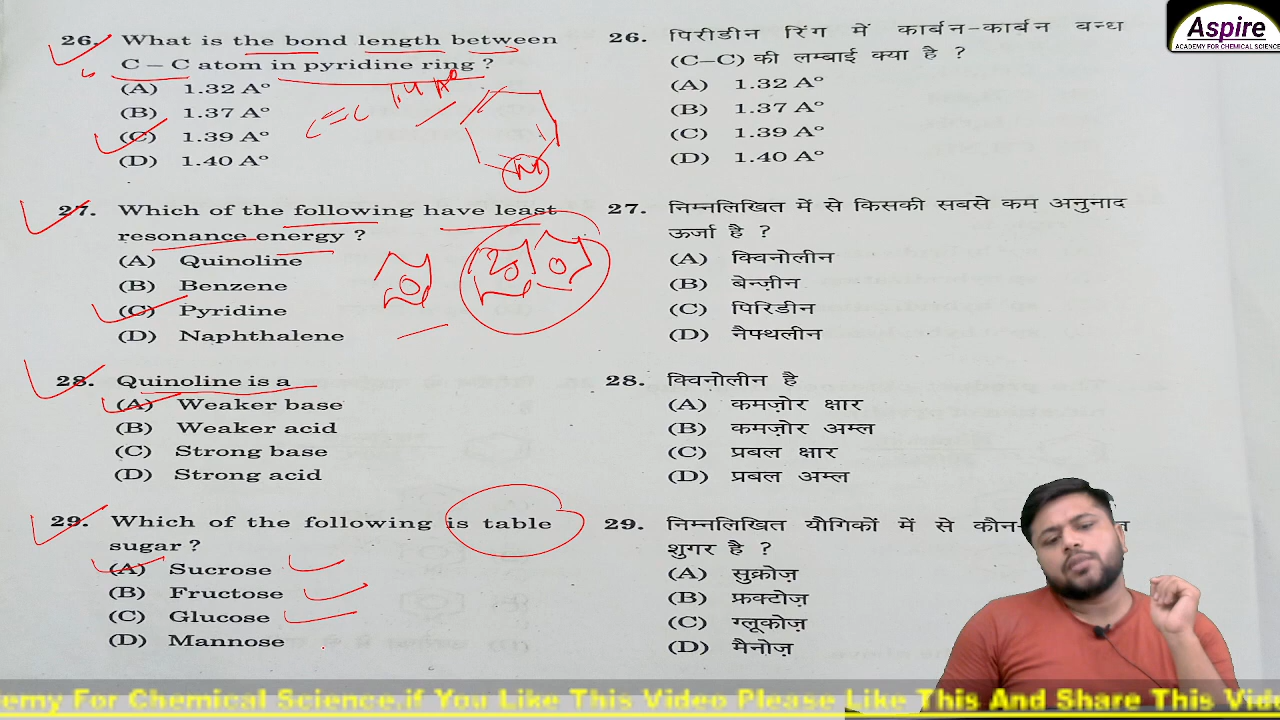 Aspire
ACADEMY FOR CHEMICAL SCIENCE
26. What is the bond length between
C – C atom in pyridine ring ?
(A) 1.32 A°
(B) 1.37 A°
(C) 1.39 A°
(D) 1.40 A°
C=C 1.4 A°
N
27. Which of the following have least
resonance energy ?
(A) Quinoline
(B) Benzene
(C) Pyridine
(D) Naphthalene
28. Quinoline is a
(A) Weaker base
(B) Weaker acid
(C) Strong base
(D) Strong acid
29. Which of the following is table
sugar ?
(A) Sucrose
(B) Fructose
(C) Glucose
(D) Mannose
26. पिरीडीन रिंग में कार्बन-कार्बन बन्ध
(C–C) की लम्बाई क्या है ?
(A) 1.32 A°
(B) 1.37 A°
(C) 1.39 A°
(D) 1.40 A°
27. निम्नलिखित में से किसकी सबसे कम अनुनाद
ऊर्जा है ?
(A) क्विनोलीन
(B) बेन्ज़ीन
(C) पिरिडीन
(D) नैफ्थलीन
28. क्विनोलीन है
(A) कमज़ोर क्षार
(B) कमज़ोर अम्ल
(C) प्रबल क्षार
(D) प्रबल अम्ल
29. निम्नलिखित यौगिकों में से
शुगर है ?
(A) सुक्रोज़
(B) फ्रक्टोज़
(C) ग्लूकोज़
(D) मैनोज़
emy For Chemical Science.if You Like This Video Please Like This And Share This Vid